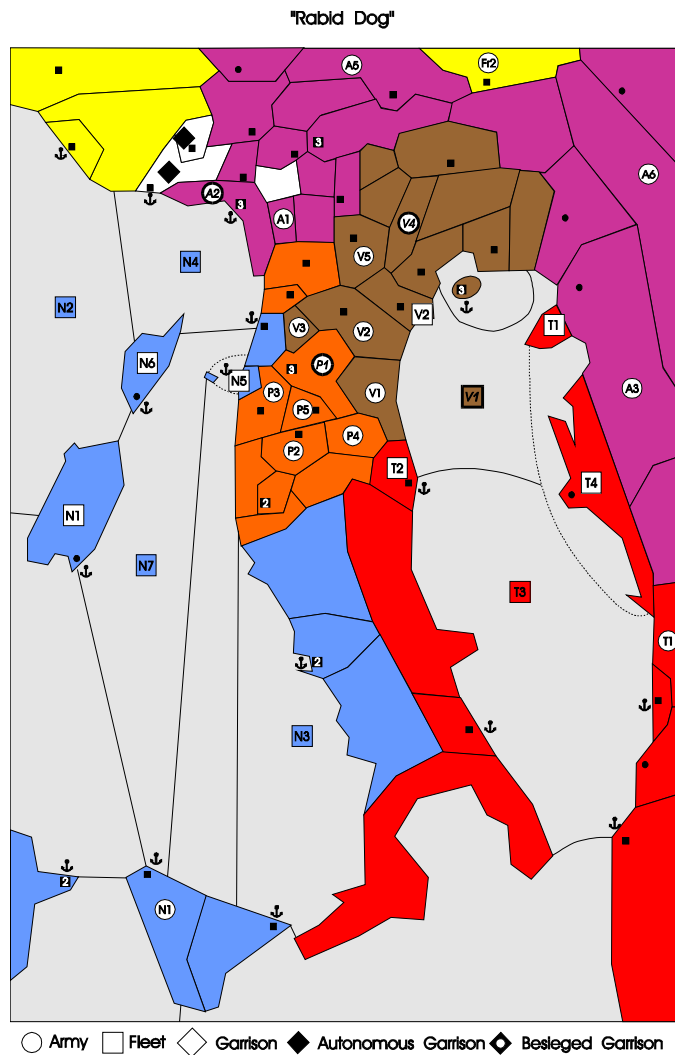 "Rabid Dog"
A5
Fr2
3
A6
A2
3
A1
V4
V5
N4
N2
3
V3
V2
V2
T1
N6
P1
N5
3
P3
V1
V1
A3
P5
P4
P2
T2
T4
2
N1
N7
T3
T1
2
N3
2
N1
Army Fleet Garrison Autonomous Garrison Besieged Garrison